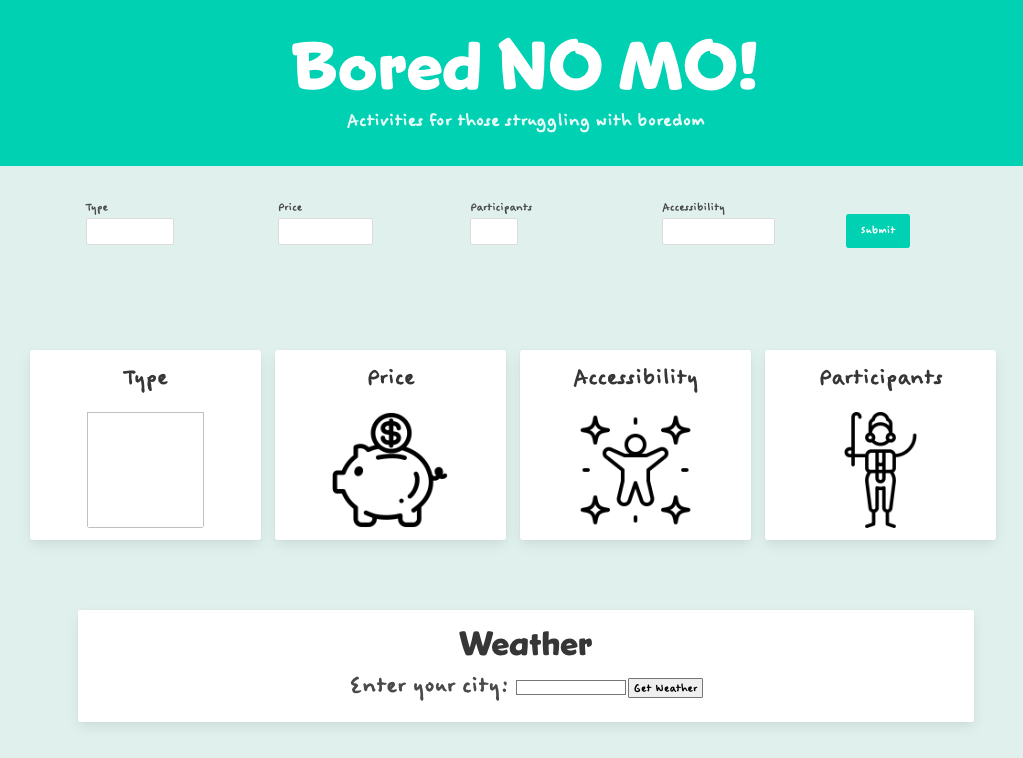 Bored NO MO!
Activities for those struggling with boredom
Type Price Participants Accessibility
Submit
Type Price Accessibility Participants
$
Weather
Enter your city: Get Weather